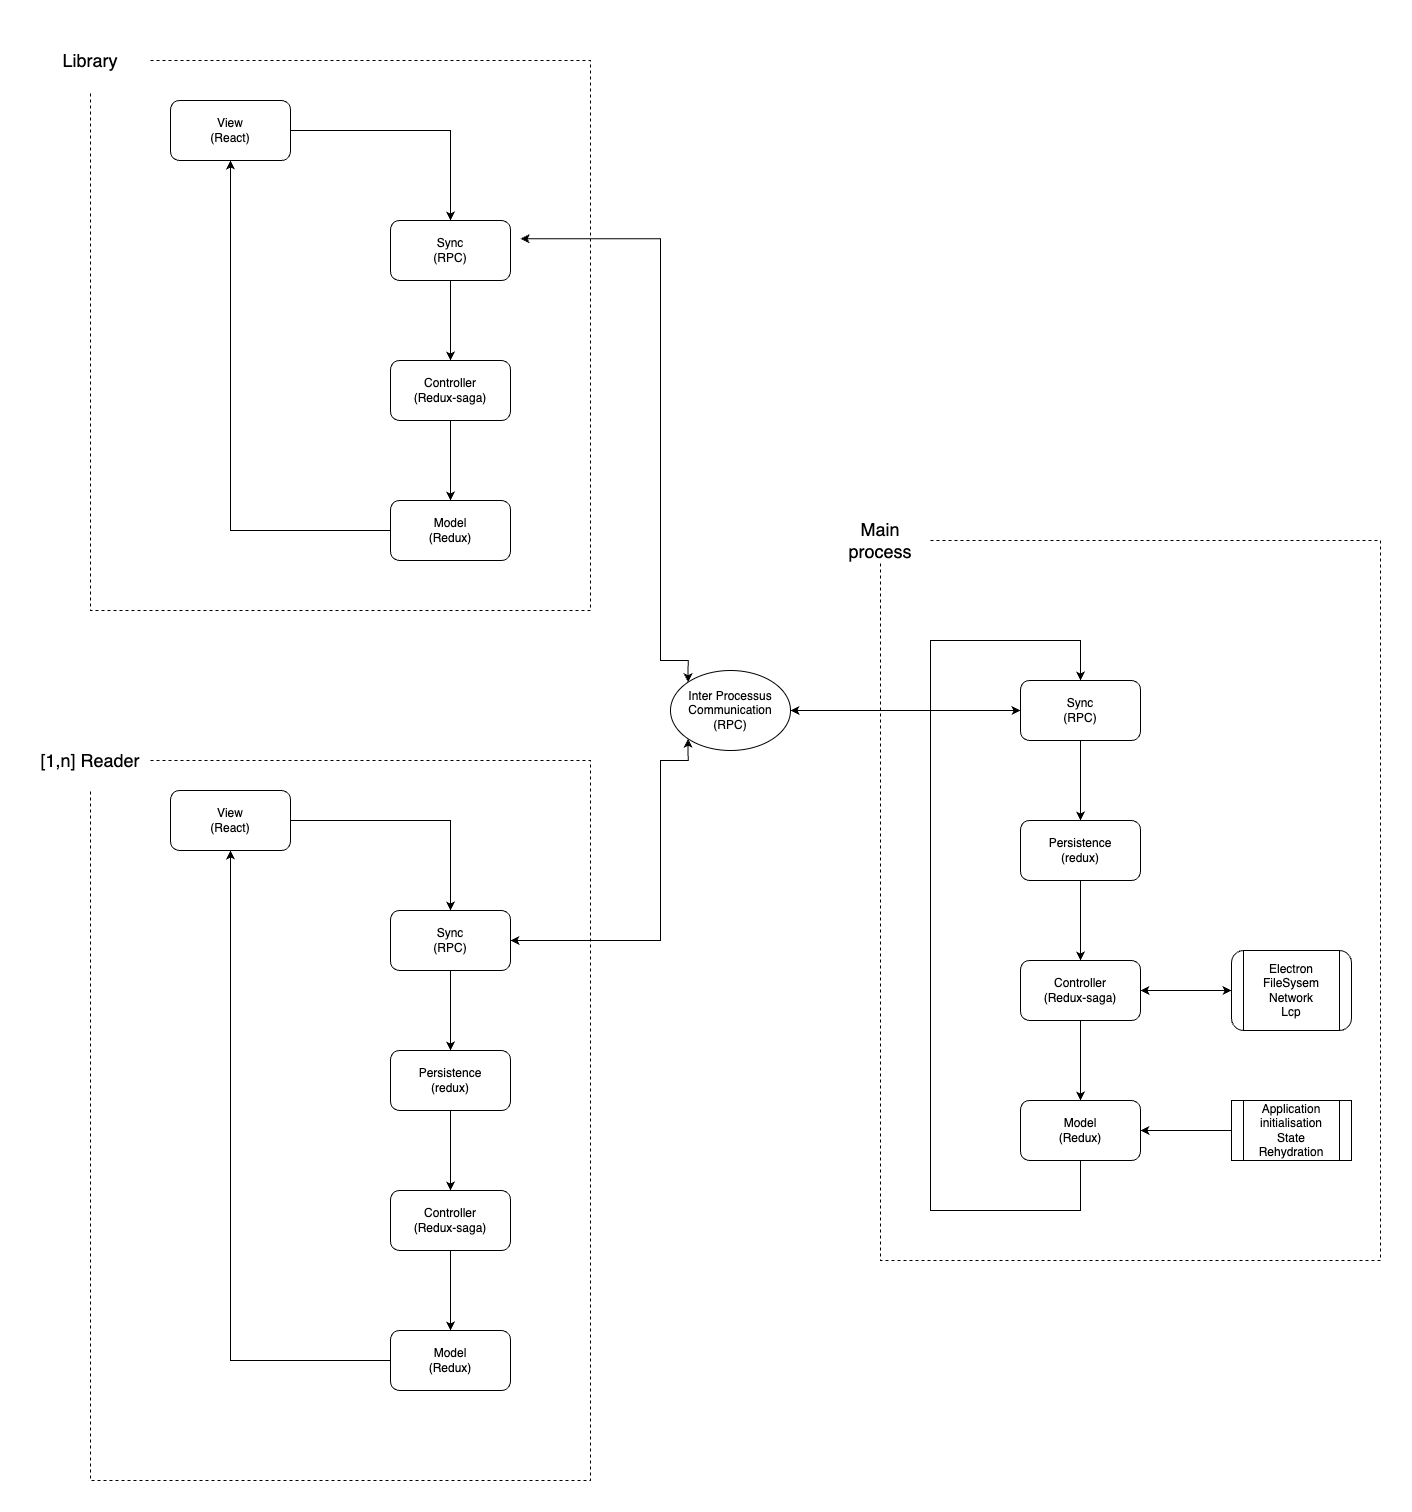 Library
View
(React)
Sync
(RPC)
Controller
(Redux-saga)
Model
(Redux)
Main
process
Inter Processus
Communication
(RPC)
Sync
(RPC)
Persistence
(redux)
Controller
(Redux-saga)
Electron
FileSysem
Network
Lcp
Model
(Redux)
Application
initialisation
State
Rehydration
[1,n] Reader
View
(React)
Sync
(RPC)
Persistence
(redux)
Controller
(Redux-saga)
Model
(Redux)